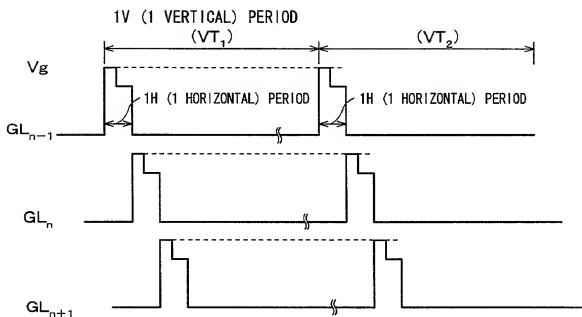 1V (1 VERTICAL) PERIOD
(VT1) (VT2)
Vg
1H (1 HORIZONTAL) PERIOD 1H (1 HORIZONTAL) PERIOD
GLn-1
GLn
GLn+1